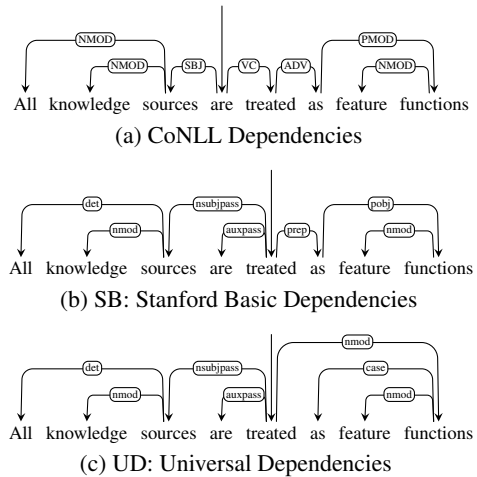 NMOD PMOD
NMOD SBJ VC ADV NMOD
All knowledge sources are treated as feature functions
(a) CoNLL Dependencies
det nsubjpass pobj
nmod auxpass prep nmod
All knowledge sources are treated as feature functions
(b) SB: Stanford Basic Dependencies
nmod
det nsubjpass case
nmod auxpass nmod
All knowledge sources are treated as feature functions
(c) UD: Universal Dependencies